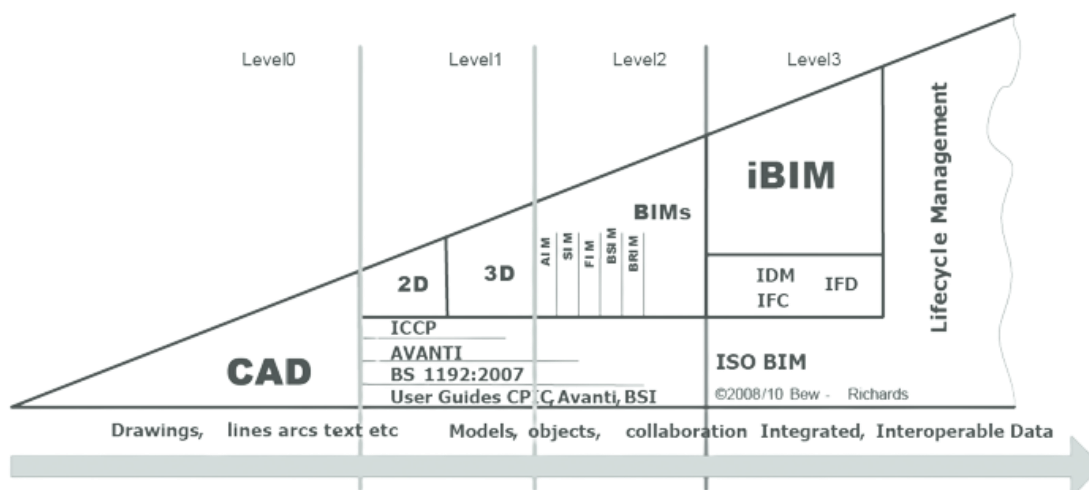 Level0
Level1
Level2
Level3
iBIM
Lifecycle Management
BIMs
AIM
SIM
FIM
BSIM
BRIM
2D
3D
IDM
IFD
IFC
ICCP
AVANTI
CAD
ISO BIM
BS 1192:2007
User Guides CPIC, Avanti, BSI
©2008/10 Bew - Richards
Drawings, lines arcs text etc
Models, objects, collaboration
Integrated, Interoperable Data